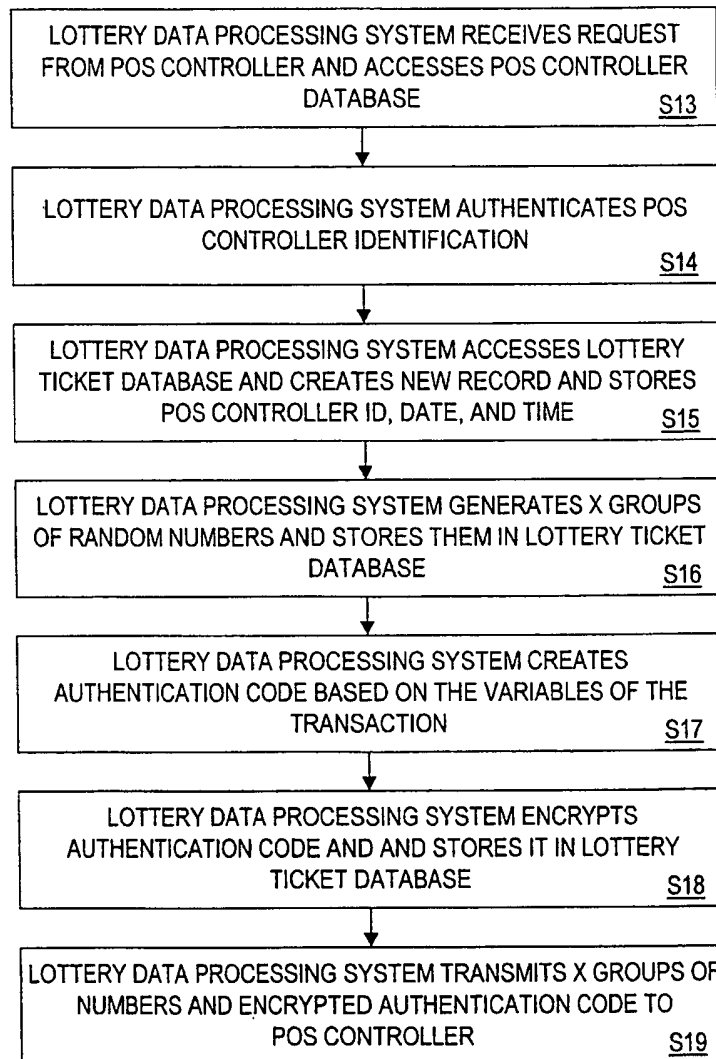 LOTTERY DATA PROCESSING SYSTEM RECEIVES REQUEST
FROM POS CONTROLLER AND ACCESSES POS CONTROLLER
DATABASE
S13
LOTTERY DATA PROCESSING SYSTEM AUTHENTICATES POS
CONTROLLER IDENTIFICATION
S14
LOTTERY DATA PROCESSING SYSTEM ACCESSES LOTTERY
TICKET DATABASE AND CREATES NEW RECORD AND STORES
POS CONTROLLER ID, DATE, AND TIME
S15
LOTTERY DATA PROCESSING SYSTEM GENERATES X GROUPS
OF RANDOM NUMBERS AND STORES THEM IN LOTTERY TICKET
DATABASE
S16
LOTTERY DATA PROCESSING SYSTEM CREATES
AUTHENTICATION CODE BASED ON THE VARIABLES OF THE
TRANSACTION
S17
LOTTERY DATA PROCESSING SYSTEM ENCRYPTS
AUTHENTICATION CODE AND AND STORES IT IN LOTTERY
TICKET DATABASE
S18
LOTTERY DATA PROCESSING SYSTEM TRANSMITS X GROUPS OF
NUMBERS AND ENCRYPTED AUTHENTICATION CODE TO
POS CONTROLLER
S19